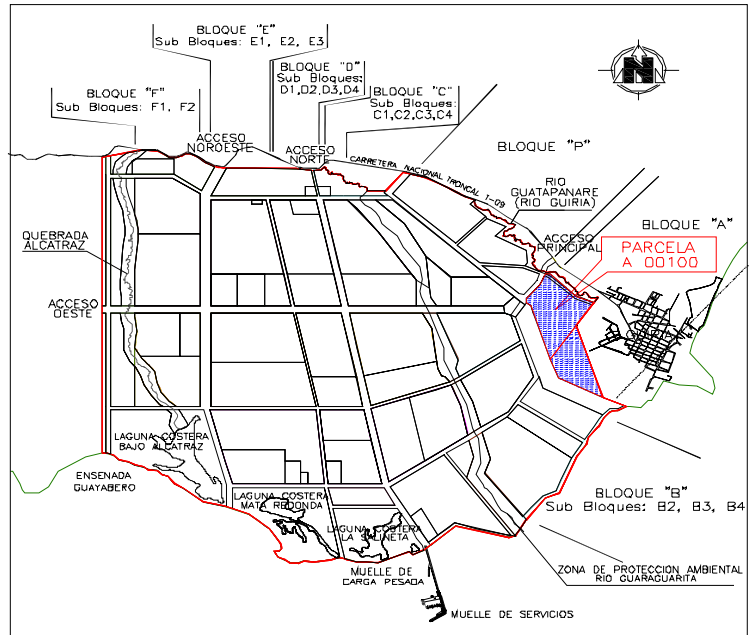 BLOQUE "E"
Sub Bloques: E1, E2, E3
BLOQUE "D"
Sub Bloques:
D1,D2,D3,D4
BLOQUE "F"
Sub Bloques: F1, F2
BLOQUE "C"
Sub Bloques:
C1,C2,C3,C4
N
ACCESO
NOROESTE
ACCESO
NORTE
CARRETERA NACIONAL TRONCAL 1-09
BLOQUE "P"
RIO
GUATAPANARE
(RIO GUIRIA)
BLOQUE "A"
QUEBRADA
ALCATRAZ
ACCESO
PRINCIPAL
PARCELA
A 00100
ACCESO
OESTE
LAGUNA COSTERA
BAJO ALCATRAZ
ENSENADA
GUAYABERO
LAGUNA COSTERA
MATA REDONDA
LAGUNA COSTERA
LA SALINETA
BLOQUE "B"
Sub Bloques: B2, B3, B4
MUELLE DE
CARGA PESADA
ZONA DE PROTECCION AMBIENTAL
RIO GUARAGUARITA
MUELLE DE SERVICIOS